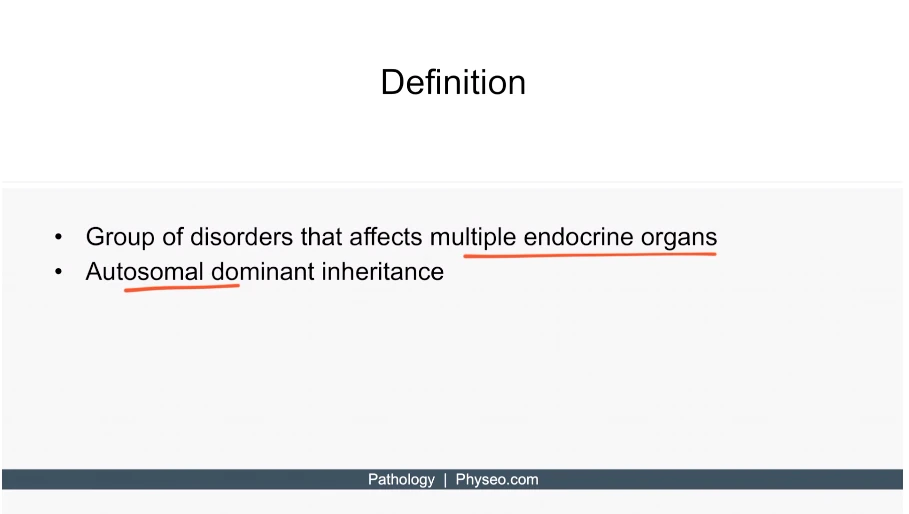 Definition
• Group of disorders that affects multiple endocrine organs
• Autosomal dominant inheritance
Pathology | Physeo.com